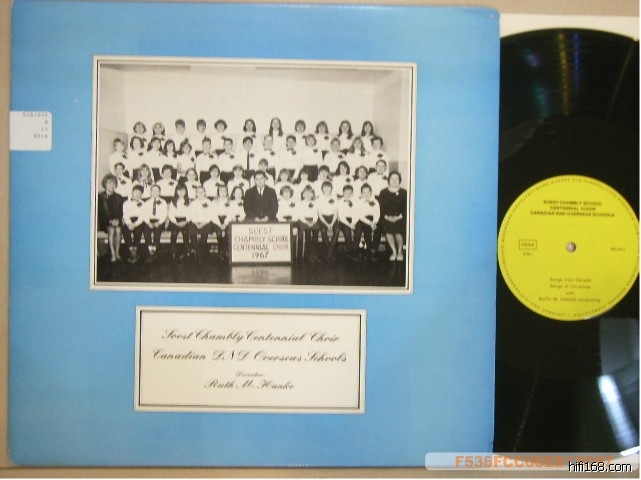 SOEST
CHAMBLY SCHOOL
CENTENNIAL CHOIR
1967
Soest Chambly Centennial Choir
Canadian DND Overseas Schools
Director
Ruth M. Hanke
SOEST CHAMBLY SCHOOL
CENTENNIAL CHOIR
CANADIAN DND OVERSEAS SCHOOLS
Songs from Canada
Songs of Christmas
with
RUTH M. HANKE conducting
hifi168.com